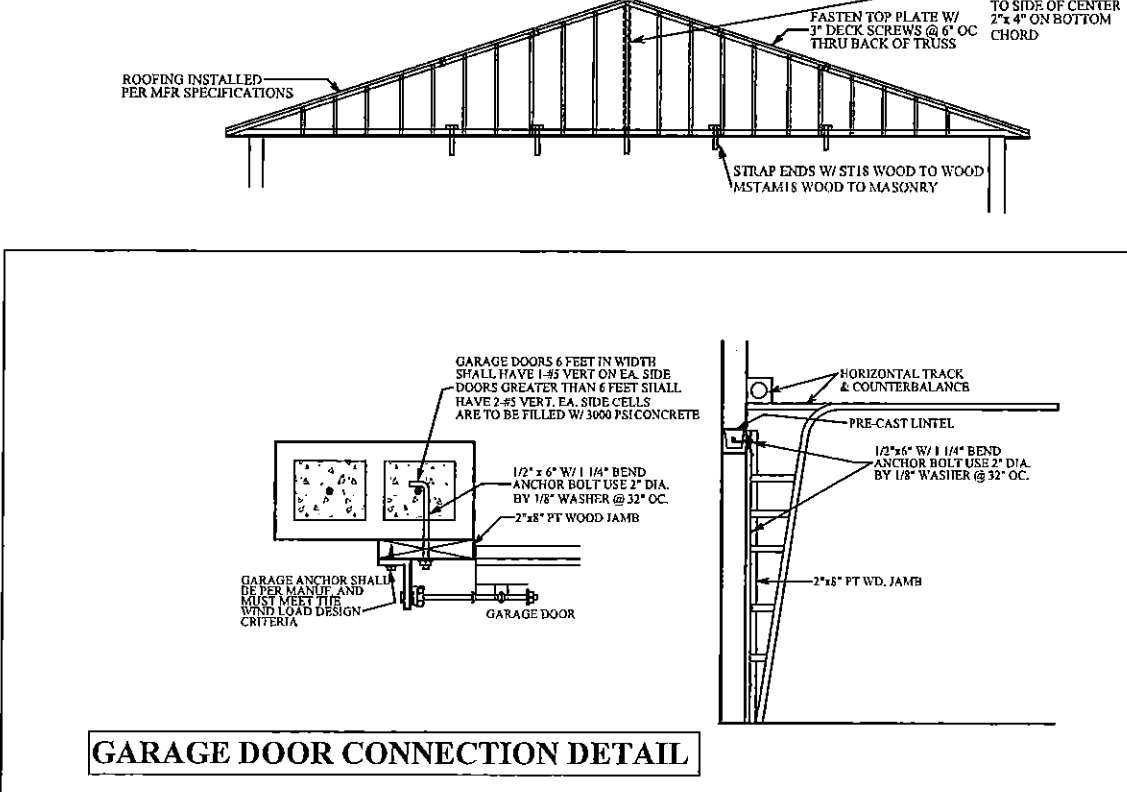 TO SIDE OF CENTER
2"x 4" ON BOTTOM
CHORD
FASTEN TOP PLATE W/
3" DECK SCREWS @ 6" OC
THRU BACK OF TRUSS
ROOFING INSTALLED
PER MFR SPECIFICATIONS
STRAP ENDS W/ ST18 WOOD TO WOOD
MSTAM18 WOOD TO MASONRY
GARAGE DOORS 6 FEET IN WIDTH
SHALL HAVE 1-#5 VERT ON EA. SIDE
DOORS GREATER THAN 6 FEET SHALL
HAVE 2-#5 VERT. EA. SIDE CELLS
ARE TO BE FILLED W/ 3000 PSI CONCRETE
1/2" x 6" W/ 1 1/4" BEND
ANCHOR BOLT USE 2" DIA.
BY 1/8" WASHER @ 32" OC.
2"x8" PT WOOD JAMB
GARAGE ANCHOR SHALL
BE PER MANUF. AND
MUST MEET THE
WIND LOAD DESIGN
CRITERIA
GARAGE DOOR
HORIZONTAL TRACK
& COUNTERBALANCE
PRE-CAST LINTEL
1/2"x6" W/ 1 1/4" BEND
ANCHOR BOLT USE 2" DIA.
BY 1/8" WASHER @ 32" OC.
2"x8" PT WD. JAMB
GARAGE DOOR CONNECTION DETAIL